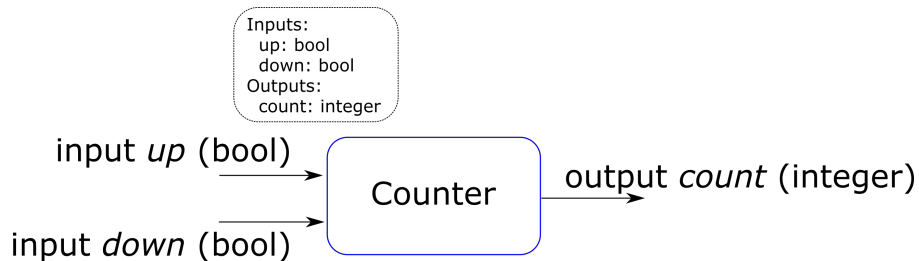 Inputs:
up: bool
down: bool
Outputs:
count: integer
input up (bool)
Counter
output count (integer)
input down (bool)